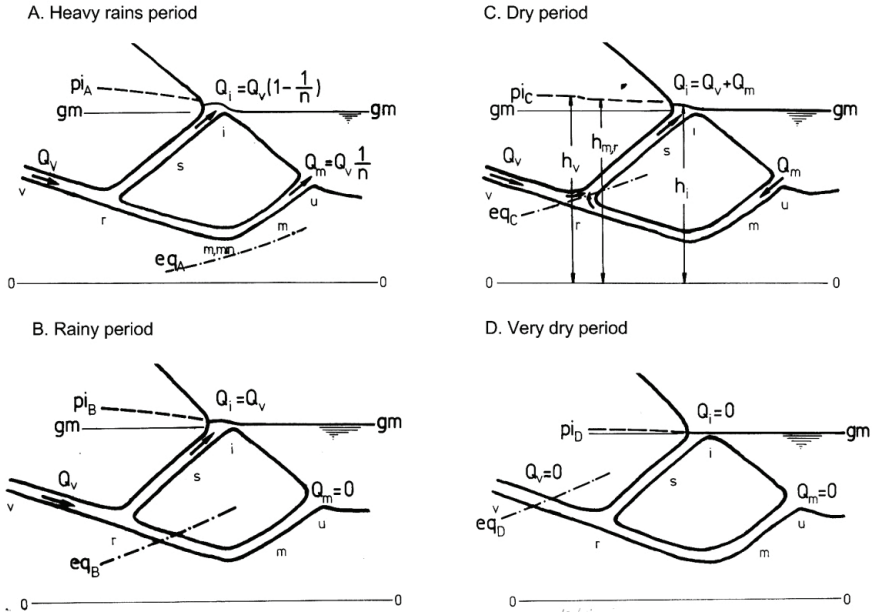 A. Heavy rains period
pi_A
Q_i = Q_v(1-1/n)
gm
gm
Q_v
s
i
Q_m = Q_v 1/n
v
r
m,mn
m
u
eq_A
0
0
C. Dry period
pi_C
Q_i = Q_v + Q_m
gm
gm
Q_v
h_v
h_m,r
s
ı
h_i
Q_m
v
eq_C
r
m
u
0
0
B. Rainy period
pi_B
Q_i = Q_v
gm
gm
Q_v
s
i
Q_m = 0
v
r
m
u
eq_B
0
0
D. Very dry period
pi_D
Q_i = 0
gm
Q_v = 0
s
i
Q_m = 0
v
eq_D
r
m
u
0
0